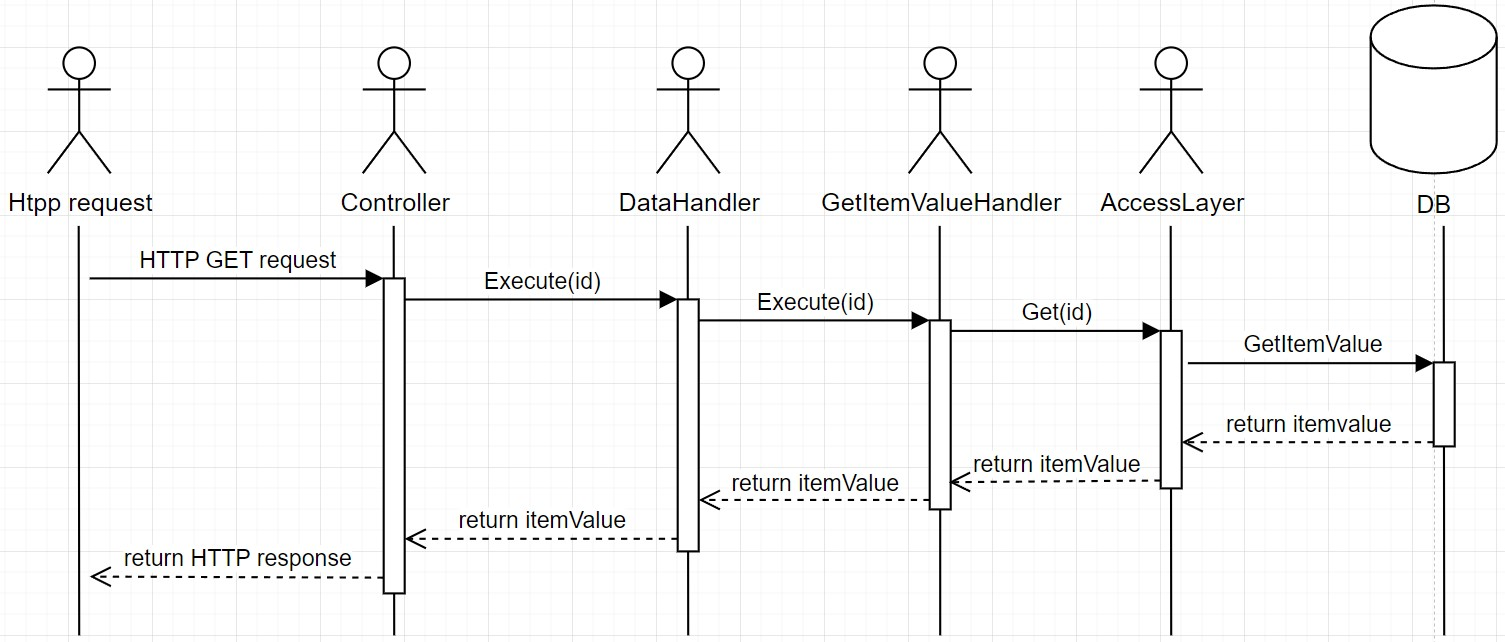 Htpp request
Controller
DataHandler
GetItemValueHandler
AccessLayer
DB
HTTP GET request
Execute(id)
Execute(id)
Get(id)
GetItemValue
return itemvalue
return itemValue
return itemValue
return itemValue
return HTTP response